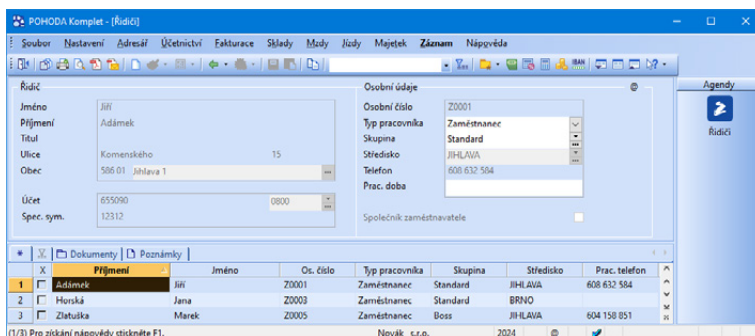 POHODA Komplet - [Řidiči]
Soubor Nastavení Adresář Účetnictví Fakturace Sklady Mzdy Jízdy Majetek Záznam Nápověda
IBAN
Řidič
Osobní údaje
@
Agendy
Jméno Jiří
Osobní číslo Z0001
Příjmení Adámek
Typ pracovníka Zaměstnanec
Řidiči
Titul
Skupina Standard
Ulice Komenského 15
Středisko JIHLAVA
Obec 586 01 Jihlava 1
Telefon 608 632 584
Prac. doba
Účet 655090 0800
Spec. sym. 12312
Společník zaměstnavatele
* Dokumenty Poznámky
X Příjmení Jméno Os. číslo Typ pracovníka Skupina Středisko Prac. telefon
1 Adámek Jiří Z0001 Zaměstnanec Standard JIHLAVA 608 632 584
2 Horská Jana Z0003 Zaměstnanec Standard BRNO
3 Zlatuška Marek Z0005 Zaměstnanec Boss JIHLAVA 604 158 851
(1/3) Pro získání nápovědy stiskněte F1. Novák s.r.o. 2024 @